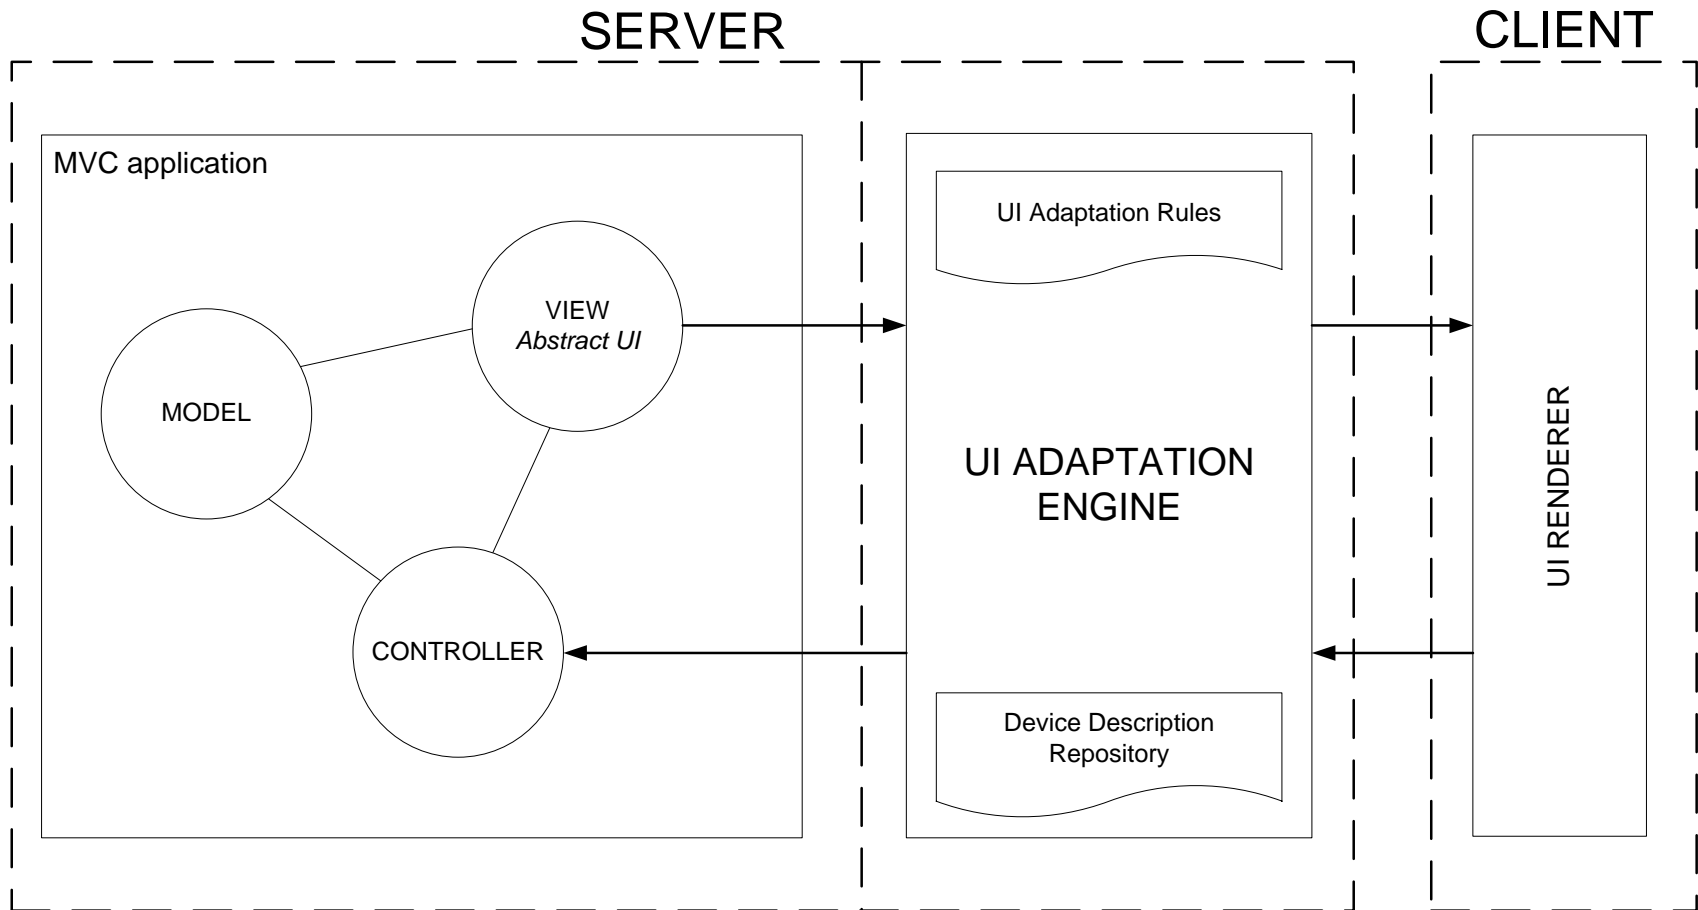 SERVER
CLIENT
MVC application
VIEW
Abstract UI
MODEL
CONTROLLER
UI Adaptation Rules
UI ADAPTATION
ENGINE
Device Description
Repository
UI RENDERER